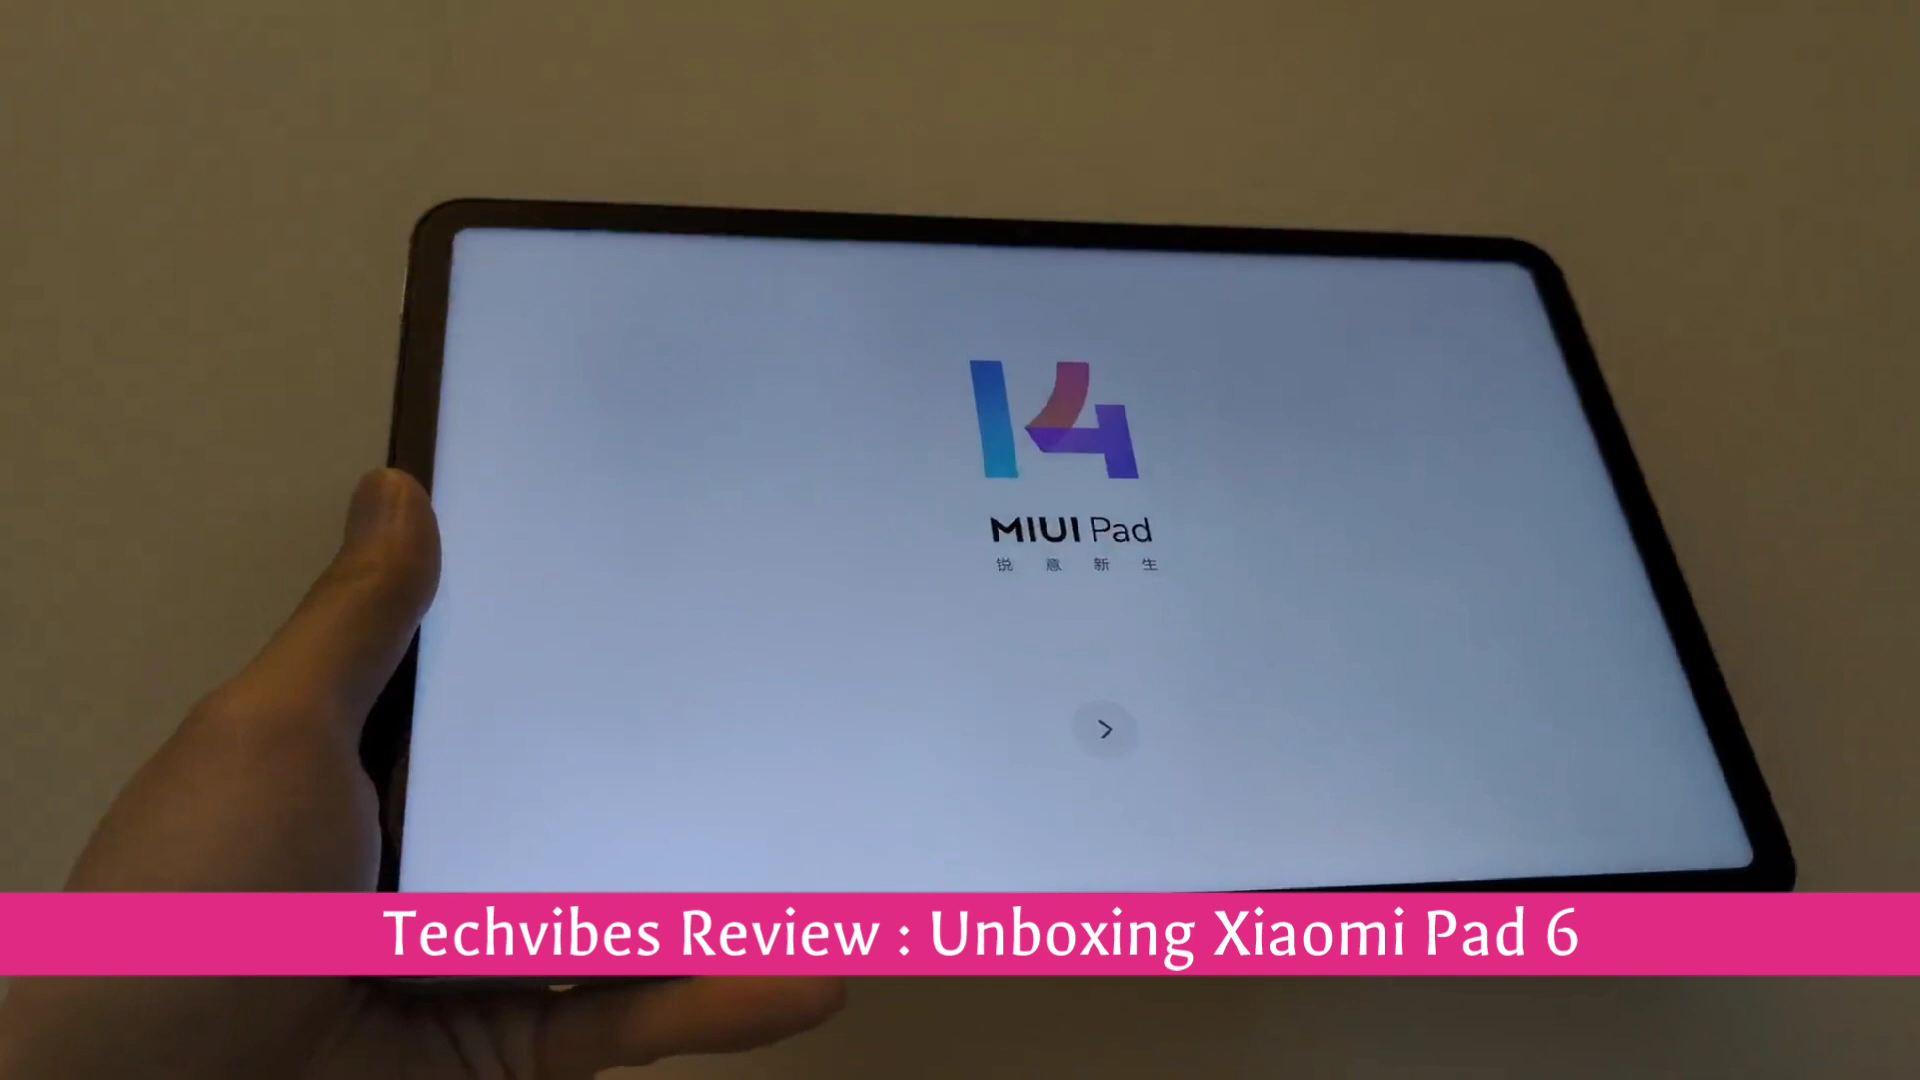 14
MIUI Pad
锐意新生
>
Techvibes Review : Unboxing Xiaomi Pad 6